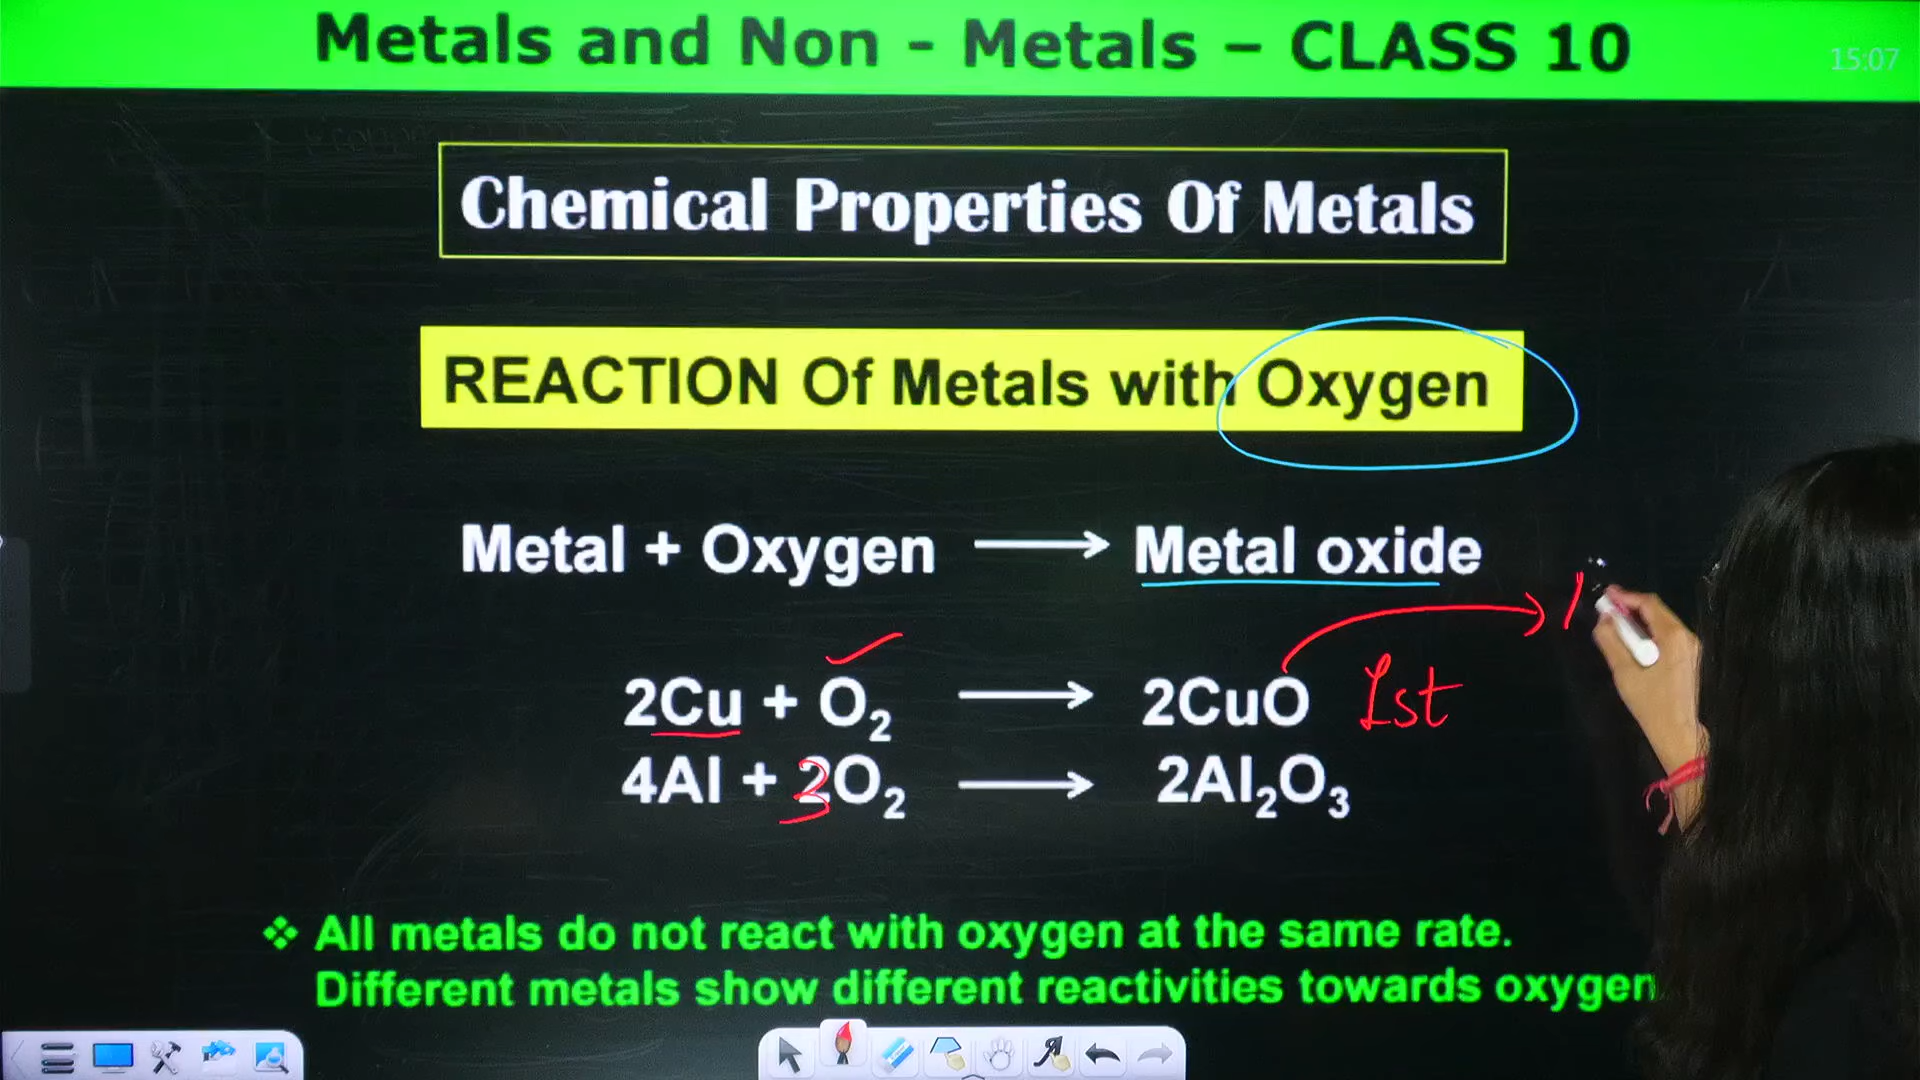 Metals and Non - Metals – CLASS 10
15:07
Chemical Properties Of Metals
REACTION Of Metals with Oxygen
Metal + Oxygen ⟶ Metal oxide
2Cu + O₂ ⟶ 2CuO 1st
4Al + 3O₂ ⟶ 2Al₂O₃
❖ All metals do not react with oxygen at the same rate.
Different metals show different reactivities towards oxygen